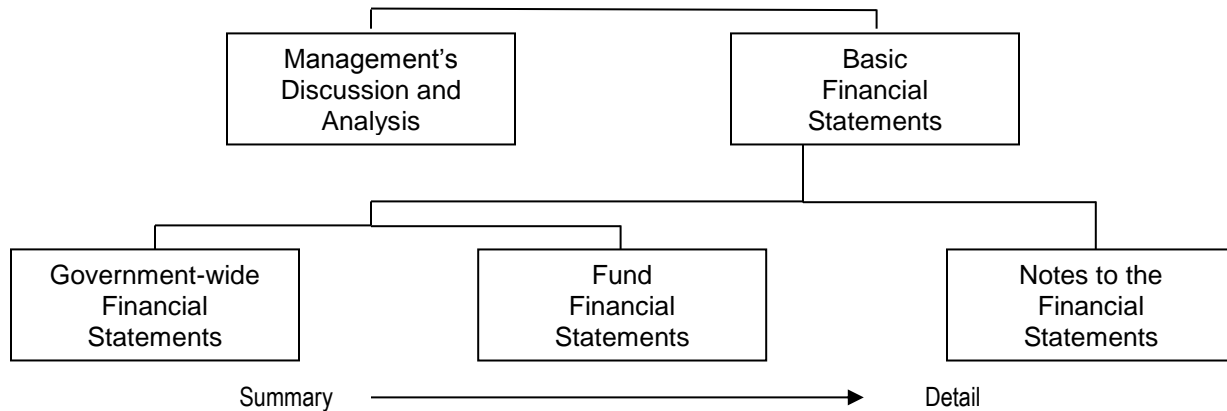 Management’s
Discussion and
Analysis
Basic
Financial
Statements
Government-wide
Financial
Statements
Fund
Financial
Statements
Notes to the
Financial
Statements
Summary
Detail